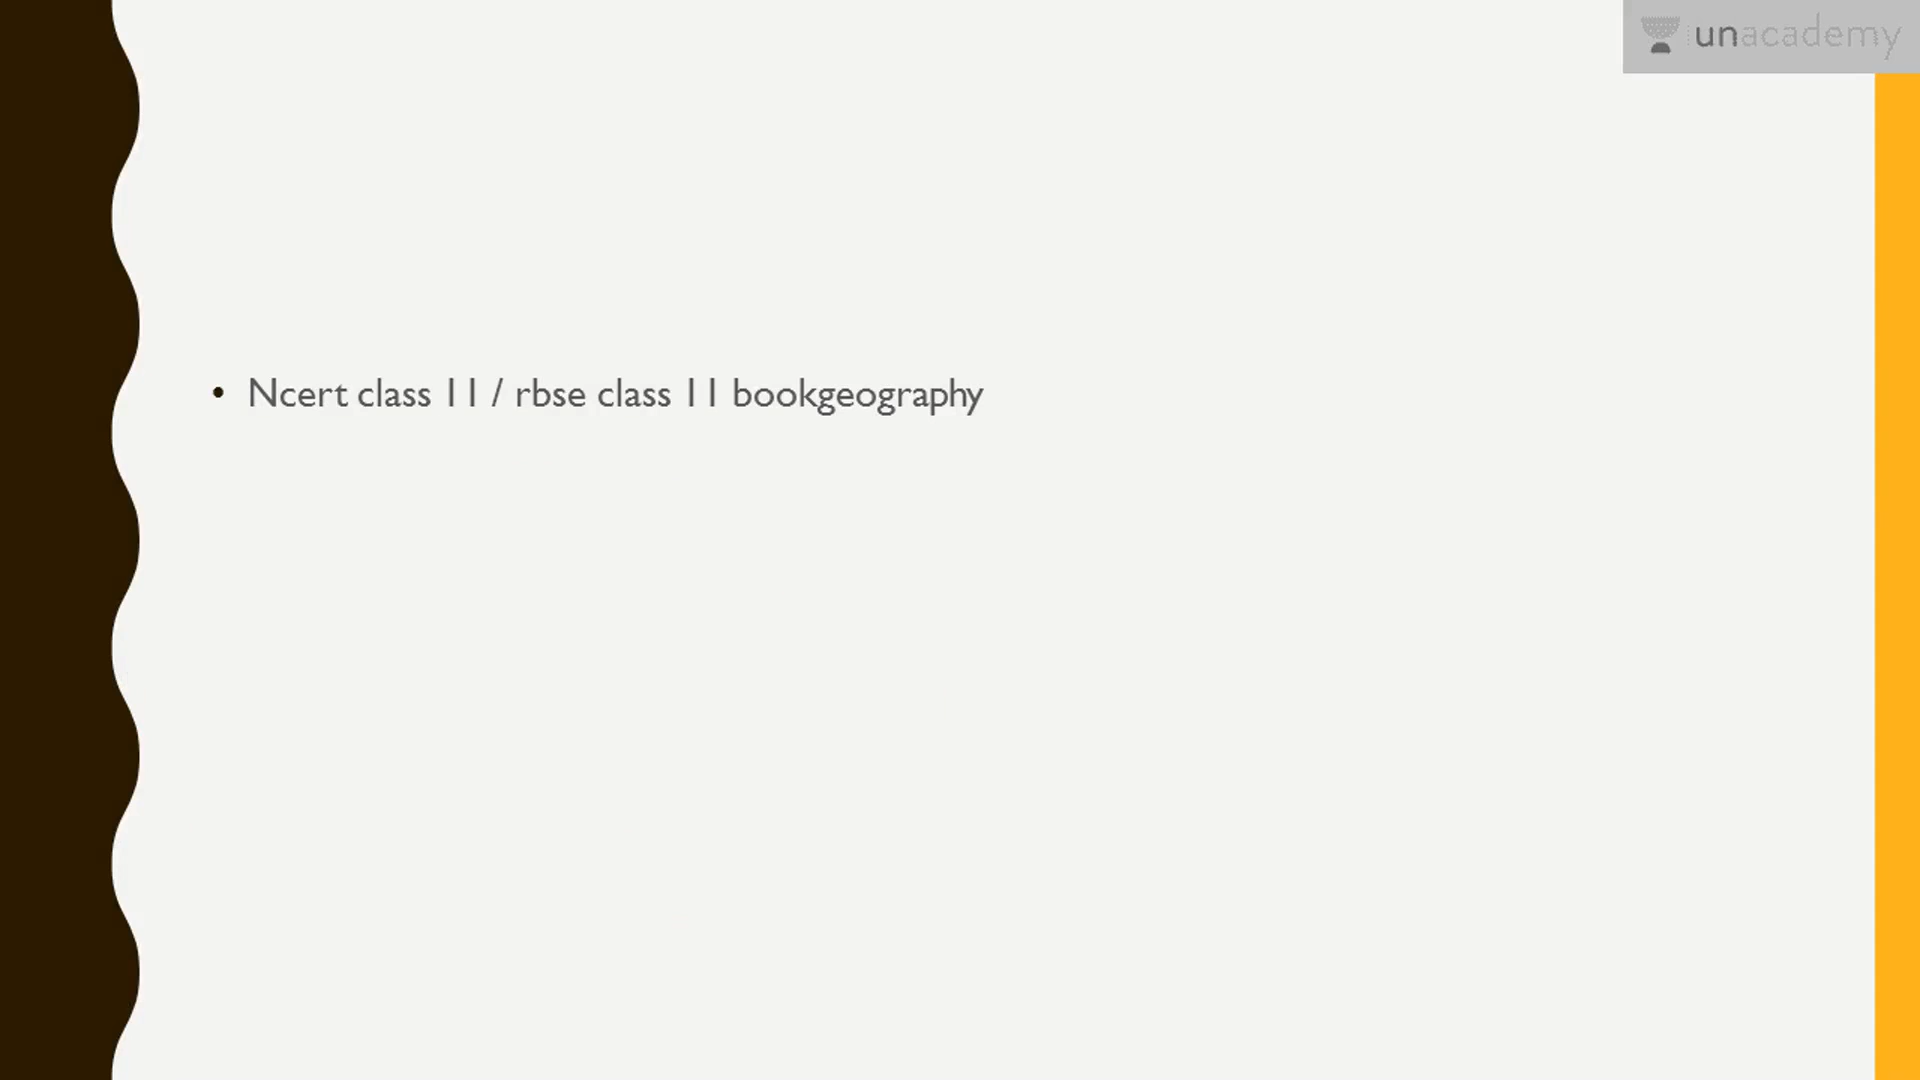 unacademy
• Ncert class 11 / rbse class 11 bookgeography